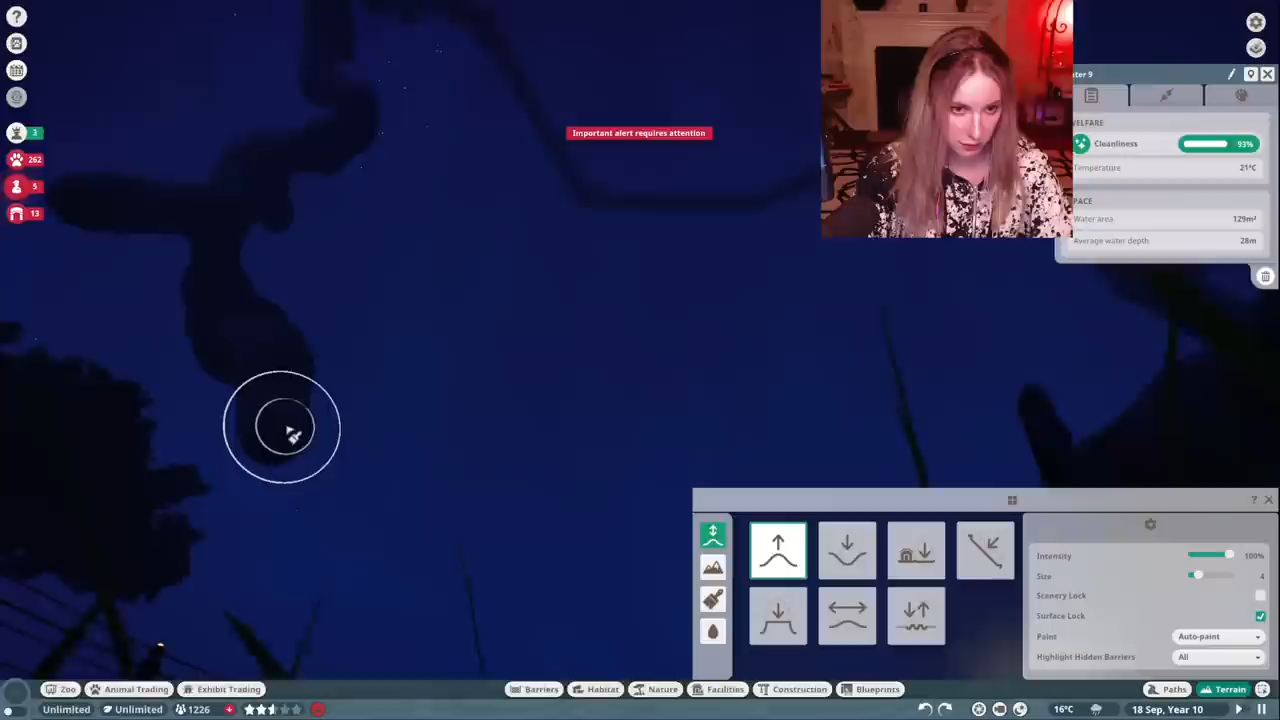 ?
3
262
5
13
Important alert requires attention
ter 9
WELFARE
Cleanliness 93%
Temperature 21°C
PACE
Water area 129m²
Average water depth 28m
?
Intensity 100%
Size 4
Scenery Lock
Surface Lock
Paint Auto-paint
Highlight Hidden Barriers All
Zoo Animal Trading Exhibit Trading Barriers Habitat Nature Facilities Construction Blueprints Paths Terrain
Unlimited Unlimited 1226 16°C 18 Sep, Year 10